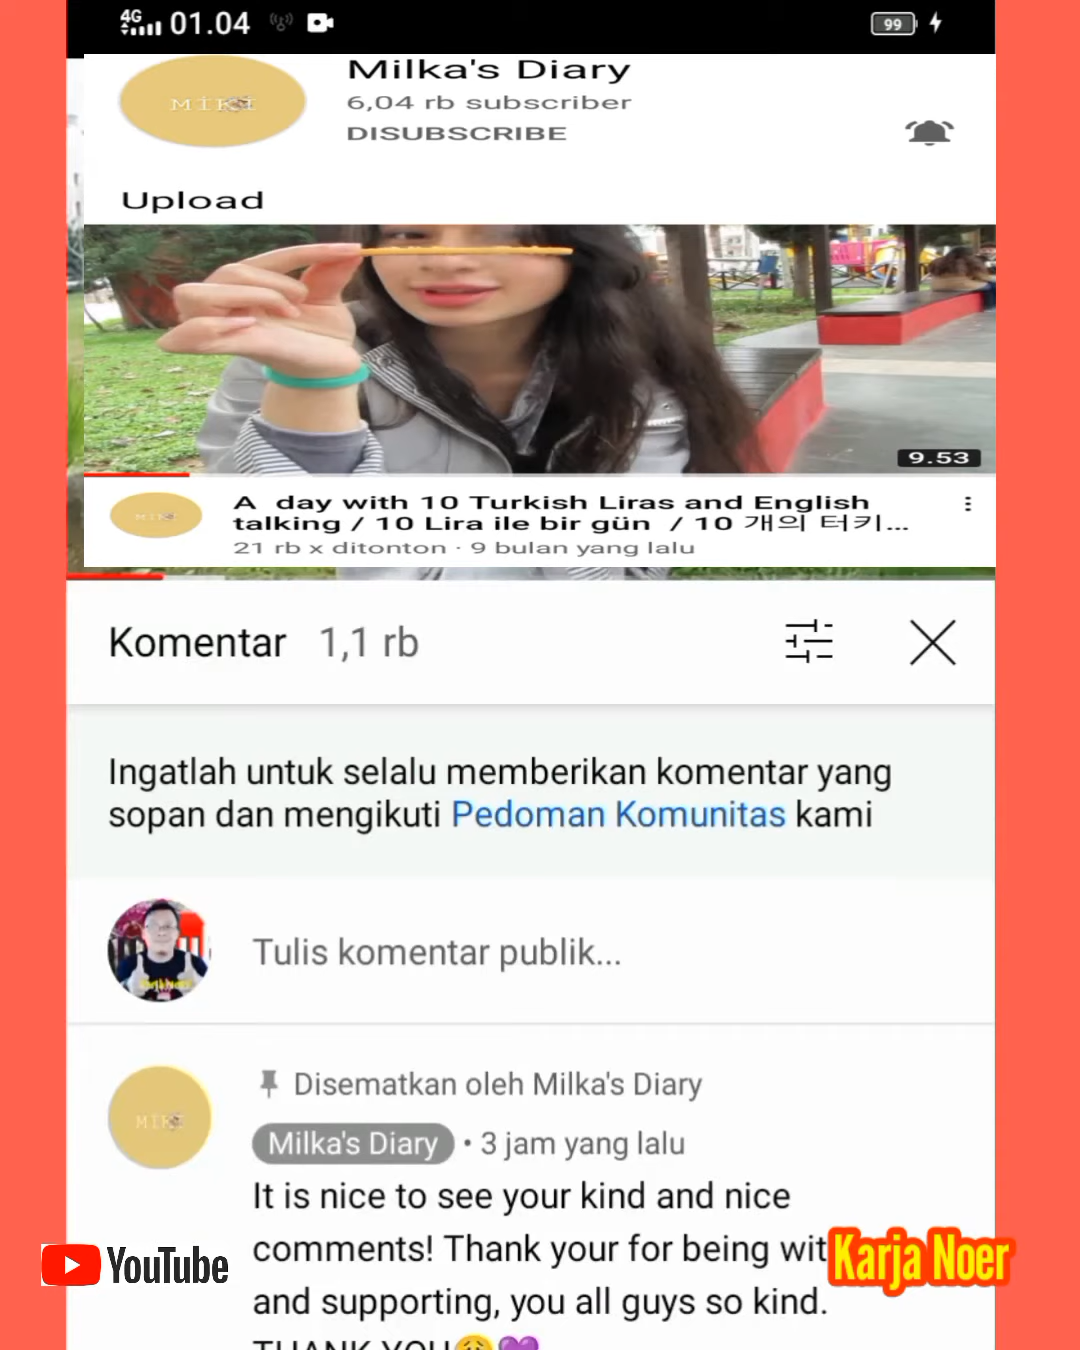 4G 01.04 99
Milka's Diary
6,04 rb subscriber
DISUBSCRIBE
Upload
9.53
A day with 10 Turkish Liras and English
talking / 10 Lira ile bir gün / 10 개의 터키...
21 rb x ditonton · 9 bulan yang lalu
Komentar 1,1 rb
Ingatlah untuk selalu memberikan komentar yang
sopan dan mengikuti Pedoman Komunitas kami
Tulis komentar publik...
Disematkan oleh Milka's Diary
Milka's Diary • 3 jam yang lalu
It is nice to see your kind and nice
comments! Thank your for being wit
and supporting, you all guys so kind.
THANK YOU🥺💜
YouTube
Karja Noer